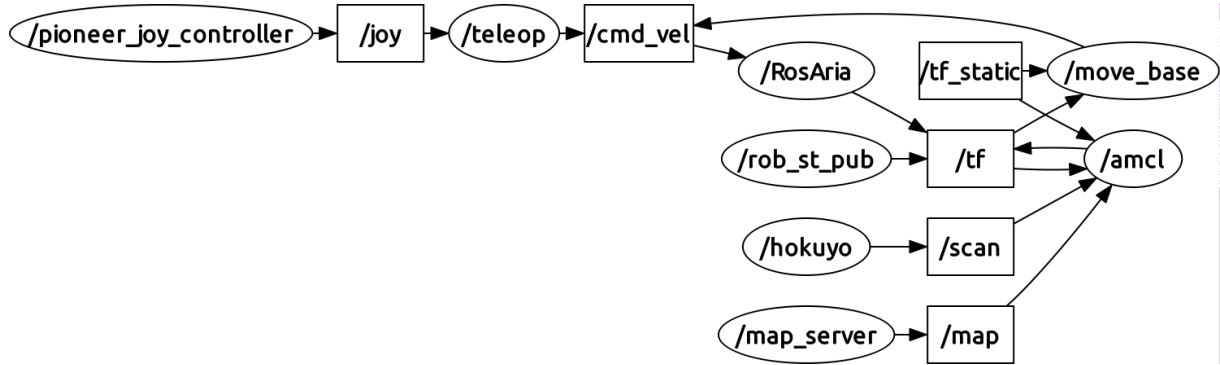 /pioneer_joy_controller
/joy
/teleop
/cmd_vel
/RosAria
/tf_static
/move_base
/rob_st_pub
/tf
/amcl
/hokuyo
/scan
/map_server
/map